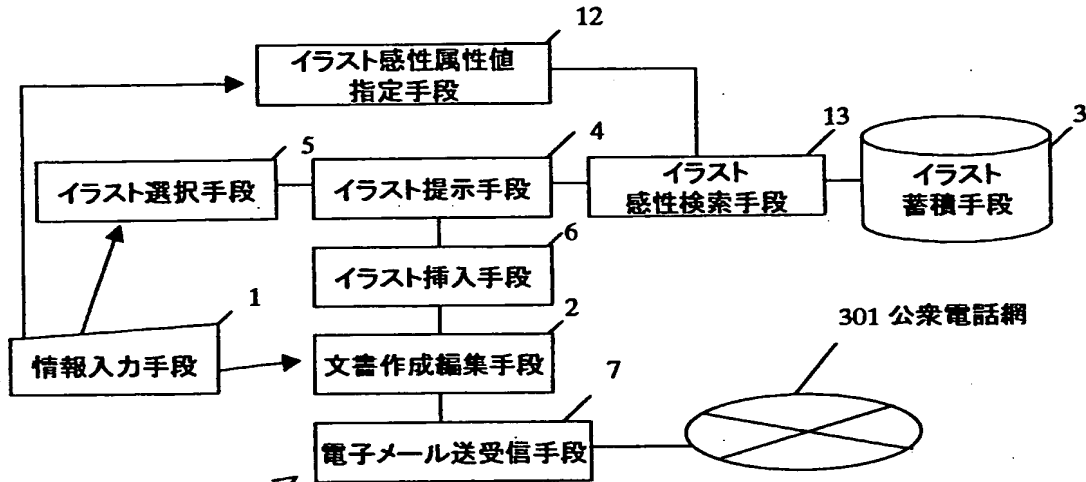 12
イラスト感性属性値
指定手段
5
イラスト選択手段
4
イラスト提示手段
13
イラスト
感性検索手段
3
イラスト
蓄積手段
6
イラスト挿入手段
1
情報入力手段
2
文書作成編集手段
301 公衆電話網
7
電子メール送受信手段